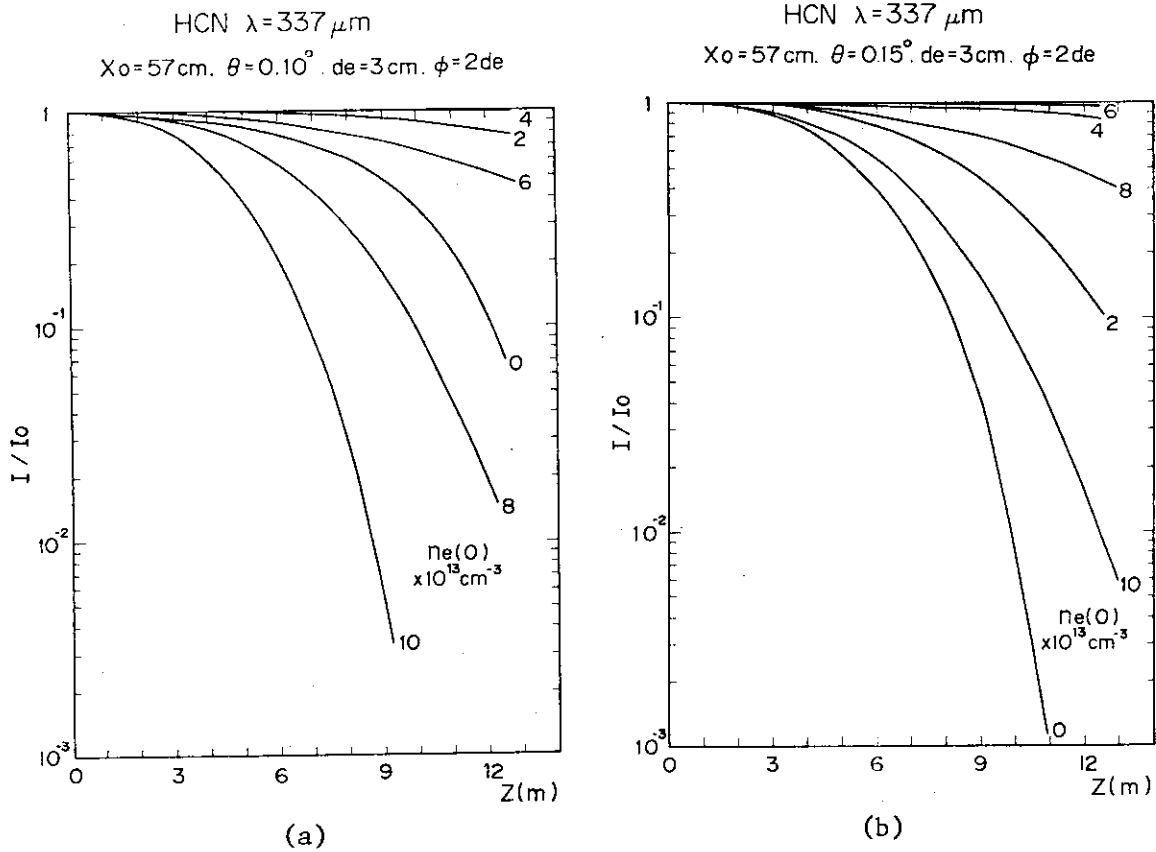 HCN λ=337 μm
Xo=57cm. θ=0.10°. de=3cm. φ=2de
1
10⁻¹
10⁻²
10⁻³
I/Io
4
2
6
0
8
10
ne(0)
×10¹³cm⁻³
0
3
6
9
12
Z(m)
(a)
HCN λ=337 μm
Xo=57cm. θ=0.15°. de=3cm. φ=2de
1
10⁻¹
10⁻²
10⁻³
I/Io
6
4
8
2
10
0
ne(0)
×10¹³cm⁻³
0
3
6
9
12
Z(m)
(b)